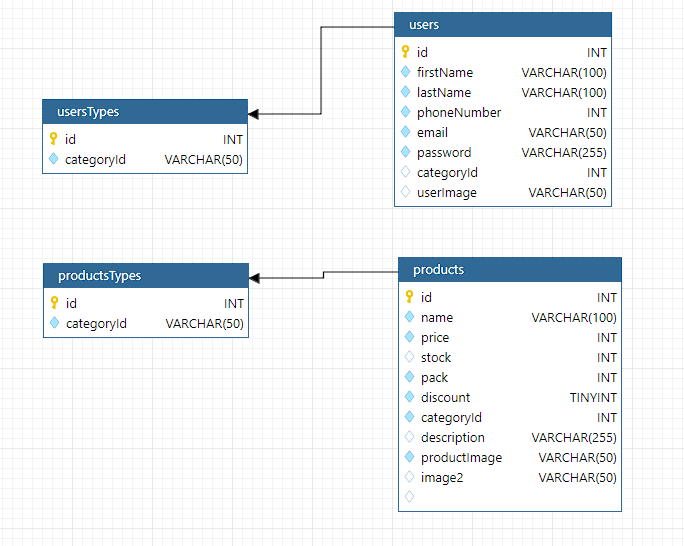 users
id INT
firstName VARCHAR(100)
lastName VARCHAR(100)
phoneNumber INT
email VARCHAR(50)
password VARCHAR(255)
categoryId INT
userImage VARCHAR(50)
usersTypes
id INT
categoryId VARCHAR(50)
productsTypes
id INT
categoryId VARCHAR(50)
products
id INT
name VARCHAR(100)
price INT
stock INT
pack INT
discount TINYINT
categoryId INT
description VARCHAR(255)
productImage VARCHAR(50)
image2 VARCHAR(50)